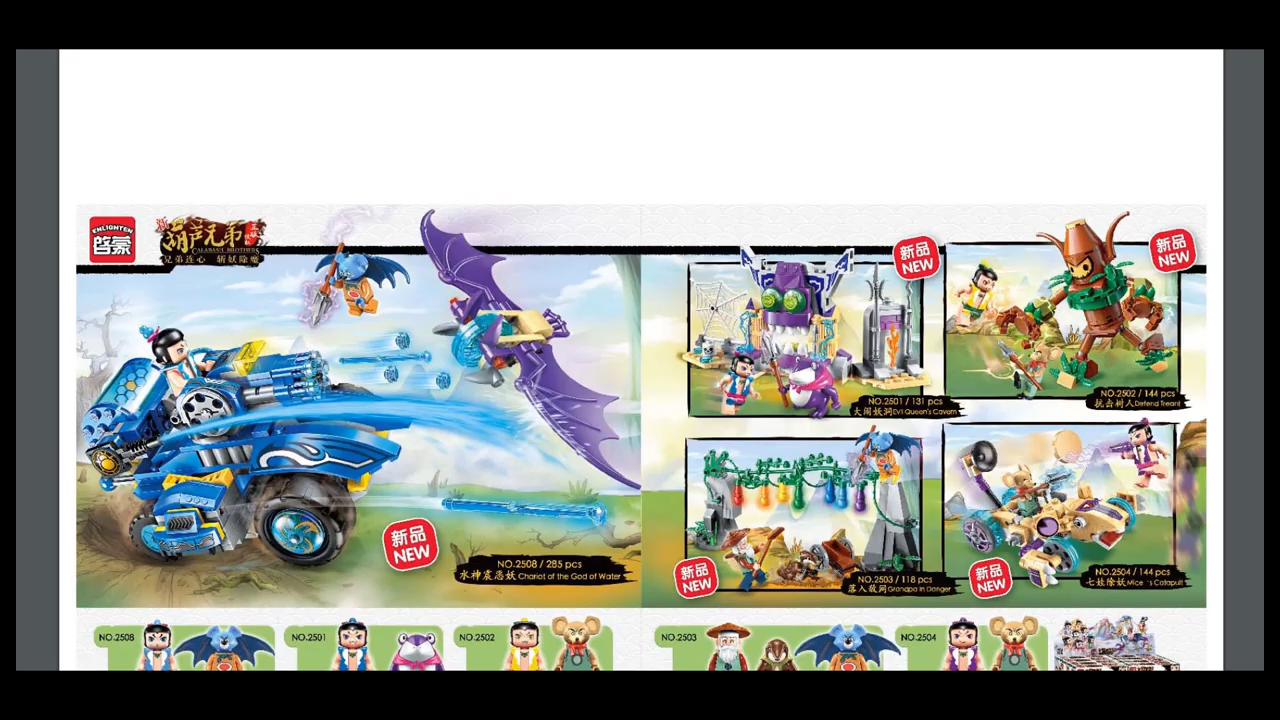 ENLIGHTEN
启蒙
新
葫芦兄弟
CALABASH BROTHERS
兄弟连心 斩妖除魔
新品
NEW
NO.2508 / 285 pcs
水神震恶妖 Chariot of the God of Water
新品
NEW
NO.2501 / 131 pcs
大闹妖洞 Evil Queen's Cavern
新品
NEW
NO.2502 / 144 pcs
抗击树人 Defend Treant
新品
NEW
NO.2503 / 118 pcs
落入敌洞 Grandpa in Danger
新品
NEW
NO.2504 / 144 pcs
七娃除妖 Mice 's Catapult
NO.2508
NO.2501
NO.2502
NO.2503
NO.2504